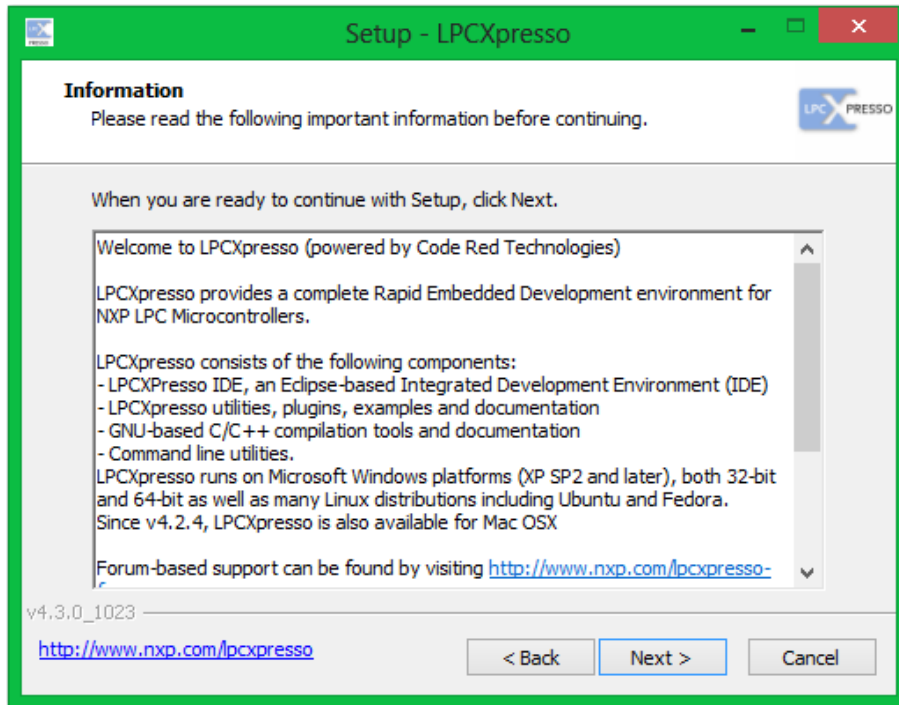 Setup - LPCXpresso
Information
Please read the following important information before continuing.
LPC XPRESSO
When you are ready to continue with Setup, click Next.
Welcome to LPCXpresso (powered by Code Red Technologies)
LPCXpresso provides a complete Rapid Embedded Development environment for
NXP LPC Microcontrollers.
LPCXpresso consists of the following components:
- LPCXPresso IDE, an Eclipse-based Integrated Development Environment (IDE)
- LPCXpresso utilities, plugins, examples and documentation
- GNU-based C/C++ compilation tools and documentation
- Command line utilities.
LPCXpresso runs on Microsoft Windows platforms (XP SP2 and later), both 32-bit
and 64-bit as well as many Linux distributions including Ubuntu and Fedora.
Since v4.2.4, LPCXpresso is also available for Mac OSX
Forum-based support can be found by visiting http://www.nxp.com/lpcxpresso-
v4.3.0_1023
http://www.nxp.com/lpcxpresso
< Back
Next >
Cancel